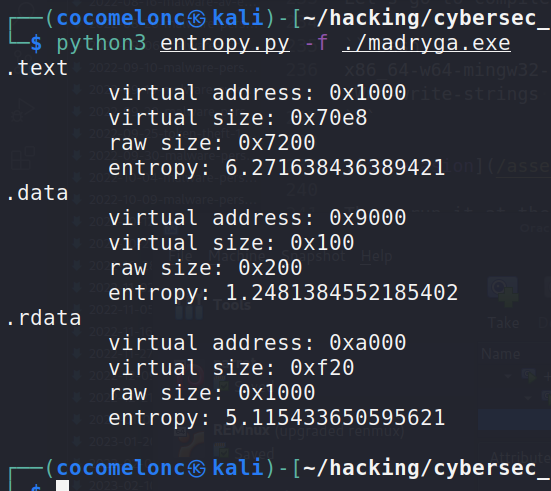 ┌──(cocomelonc㉿kali)-[~/hacking/cybersec_
└─$ python3 entropy.py -f ./madryga.exe
.text
virtual address: 0x1000
virtual size: 0x70e8
raw size: 0x7200
entropy: 6.271638436389421
.data
virtual address: 0x9000
virtual size: 0x100
raw size: 0x200
entropy: 1.2481384552185402
.rdata
virtual address: 0xa000
virtual size: 0xf20
raw size: 0x1000
entropy: 5.115433650595621
┌──(cocomelonc㉿kali)-[~/hacking/cybersec_
└─$